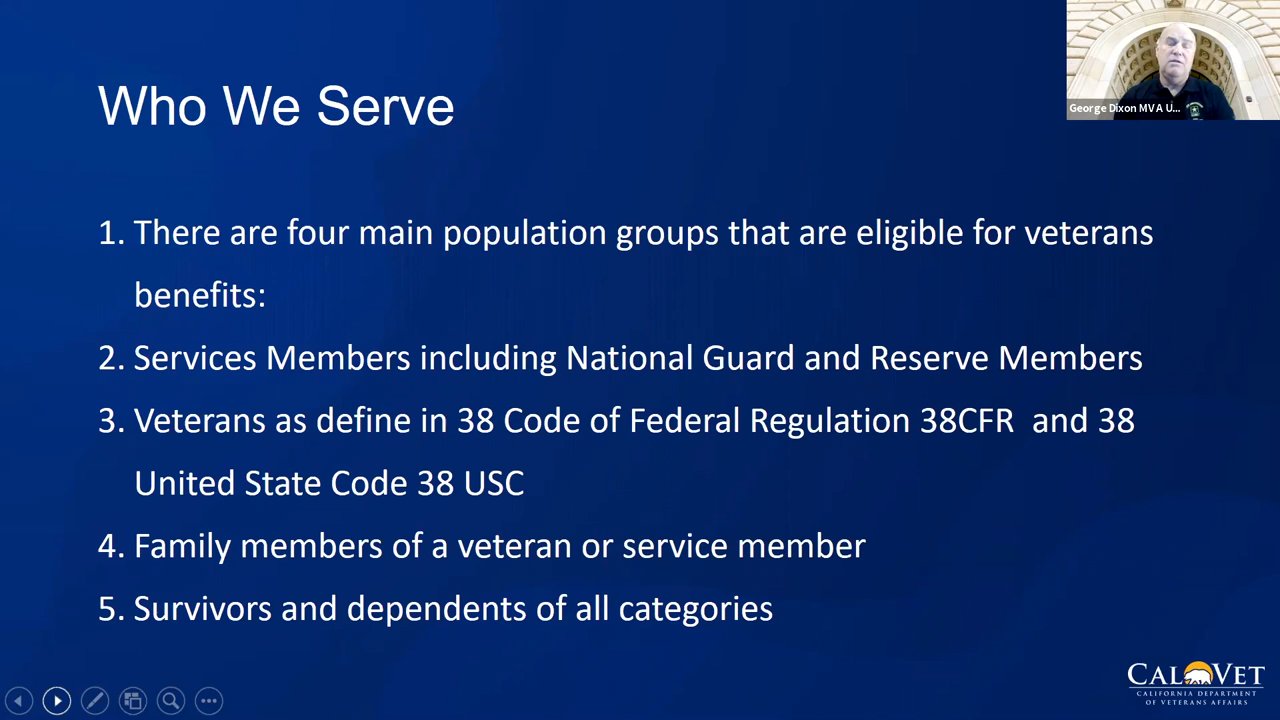 Who We Serve
George Dixon MVA U...
1. There are four main population groups that are eligible for veterans
benefits:
2. Services Members including National Guard and Reserve Members
3. Veterans as define in 38 Code of Federal Regulation 38CFR and 38
United State Code 38 USC
4. Family members of a veteran or service member
5. Survivors and dependents of all categories
CALVET
CALIFORNIA DEPARTMENT
OF VETERANS AFFAIRS